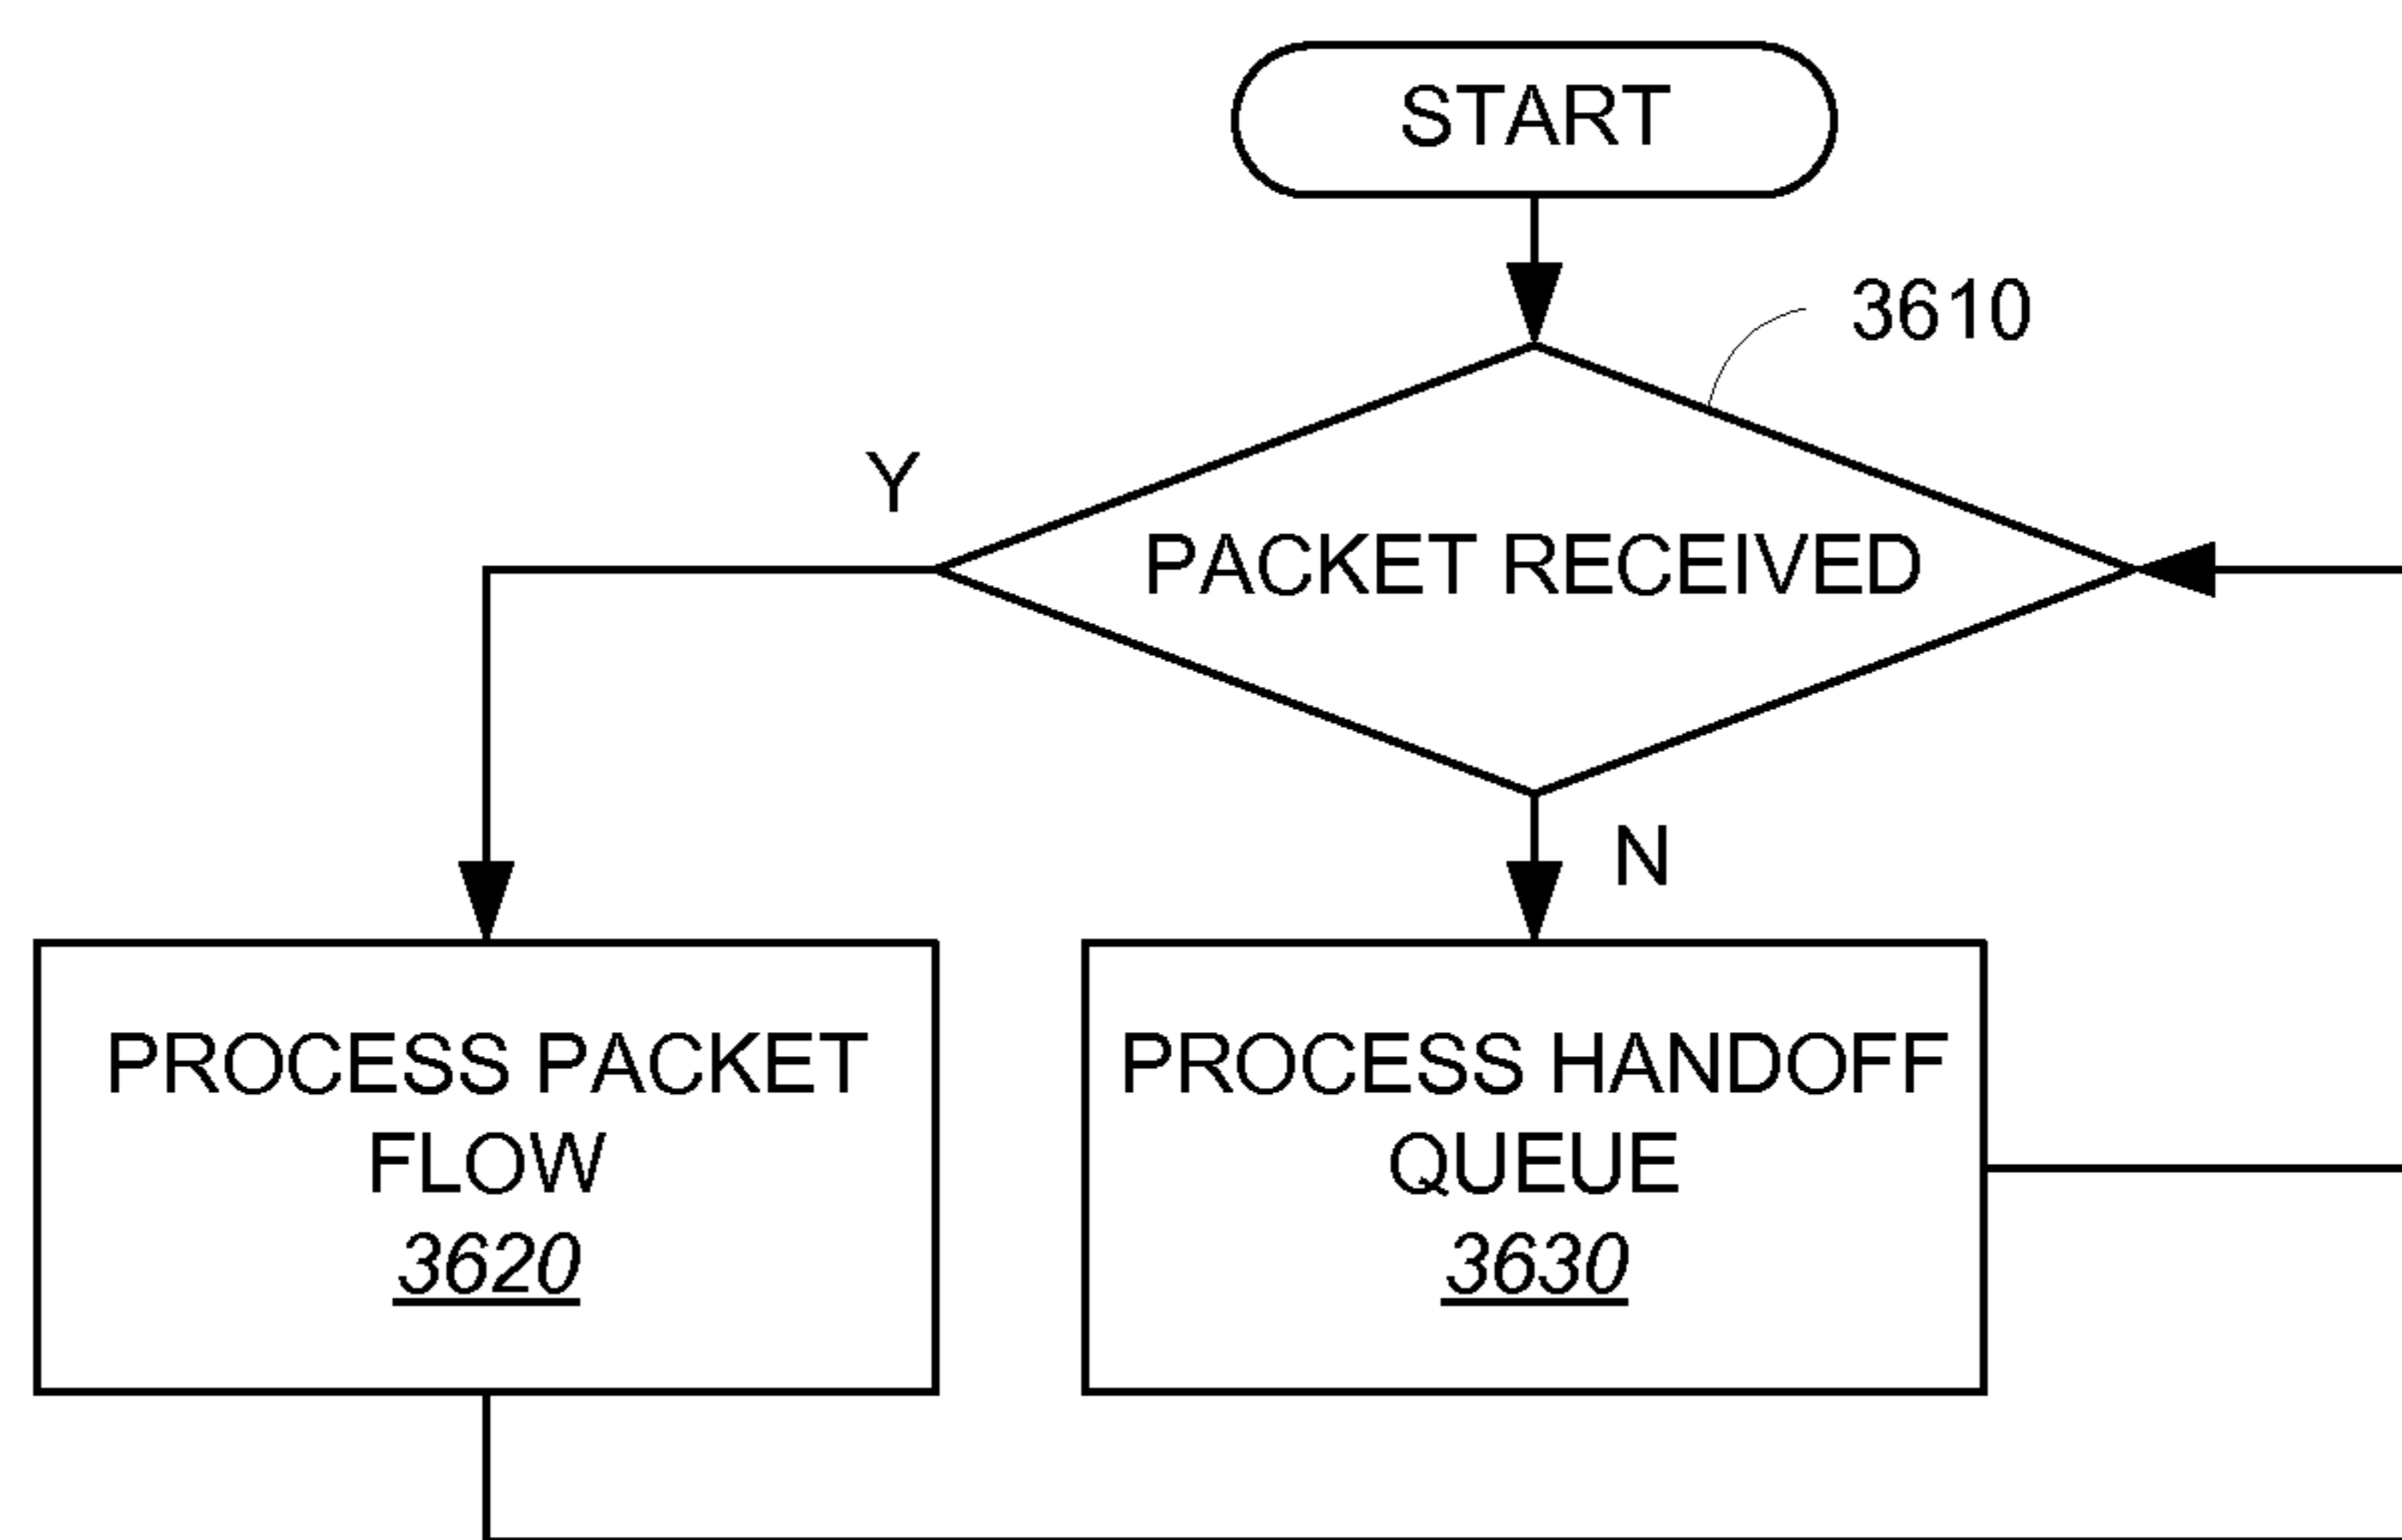 START
3610
Y
PACKET RECEIVED
N
PROCESS PACKET
FLOW
3620
PROCESS HANDOFF
QUEUE
3630